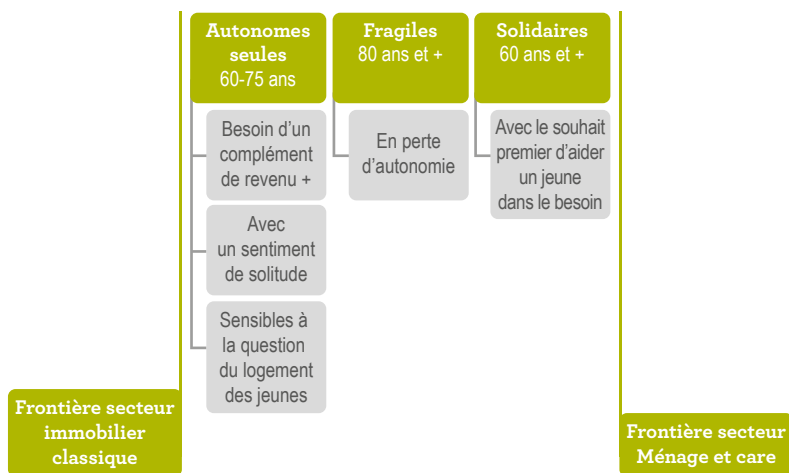 Autonomes
seules
60-75 ans
Besoin d'un
complément
de revenu +
Avec
un sentiment
de solitude
Sensibles à
la question
du logement
des jeunes
Fragiles
80 ans et +
En perte
d'autonomie
Solidaires
60 ans et +
Avec le souhait
premier d'aider
un jeune
dans le besoin
Frontière secteur
immobilier
classique
Frontière secteur
Ménage et care